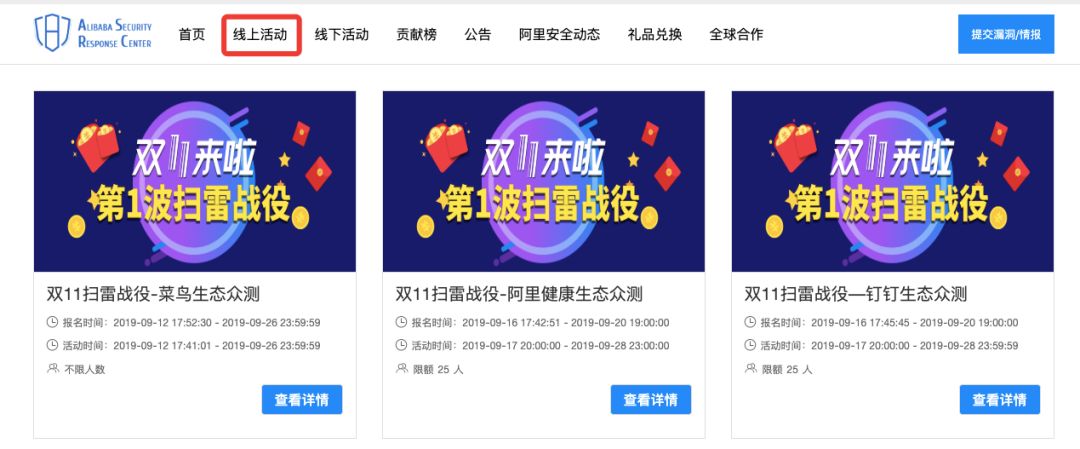 ALIBABA SECURITY
RESPONSE CENTER
首页 线上活动 线下活动 贡献榜 公告 阿里安全动态 礼品兑换 全球合作 提交漏洞/情报
双11来啦
第1波扫雷战役
双11扫雷战役-菜鸟生态众测
报名时间：2019-09-12 17:52:30 - 2019-09-26 23:59:59
活动时间：2019-09-12 17:41:01 - 2019-09-26 23:59:59
不限人数
查看详情
双11来啦
第1波扫雷战役
双11扫雷战役-阿里健康生态众测
报名时间：2019-09-16 17:42:51 - 2019-09-20 19:00:00
活动时间：2019-09-17 20:00:00 - 2019-09-28 23:00:00
限额 25 人
查看详情
双11来啦
第1波扫雷战役
双11扫雷战役—钉钉生态众测
报名时间：2019-09-16 17:45:45 - 2019-09-20 19:00:00
活动时间：2019-09-17 20:00:00 - 2019-09-28 23:59:59
限额 25 人
查看详情